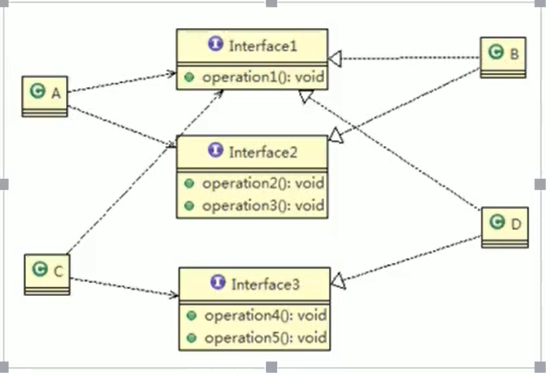 Interface1
operation1(): void
A
B
Interface2
operation2(): void
operation3(): void
C
D
Interface3
operation4(): void
operation5(): void